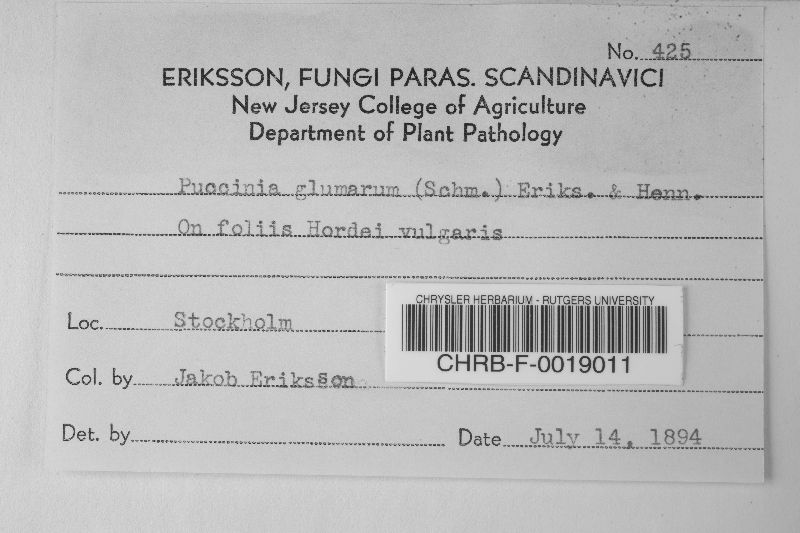 No. 425
ERIKSSON, FUNGI PARAS. SCANDINAVICI
New Jersey College of Agriculture
Department of Plant Pathology
Puccinia glumarum (Schm.) Eriks. & Henn.
On foliis Hordei vulgaris
Loc. Stockholm
CHRYSLER HERBARIUM - RUTGERS UNIVERSITY
CHRB-F-0019011
Col. by Jakob Eriksson
Det. by
Date July 14, 1894